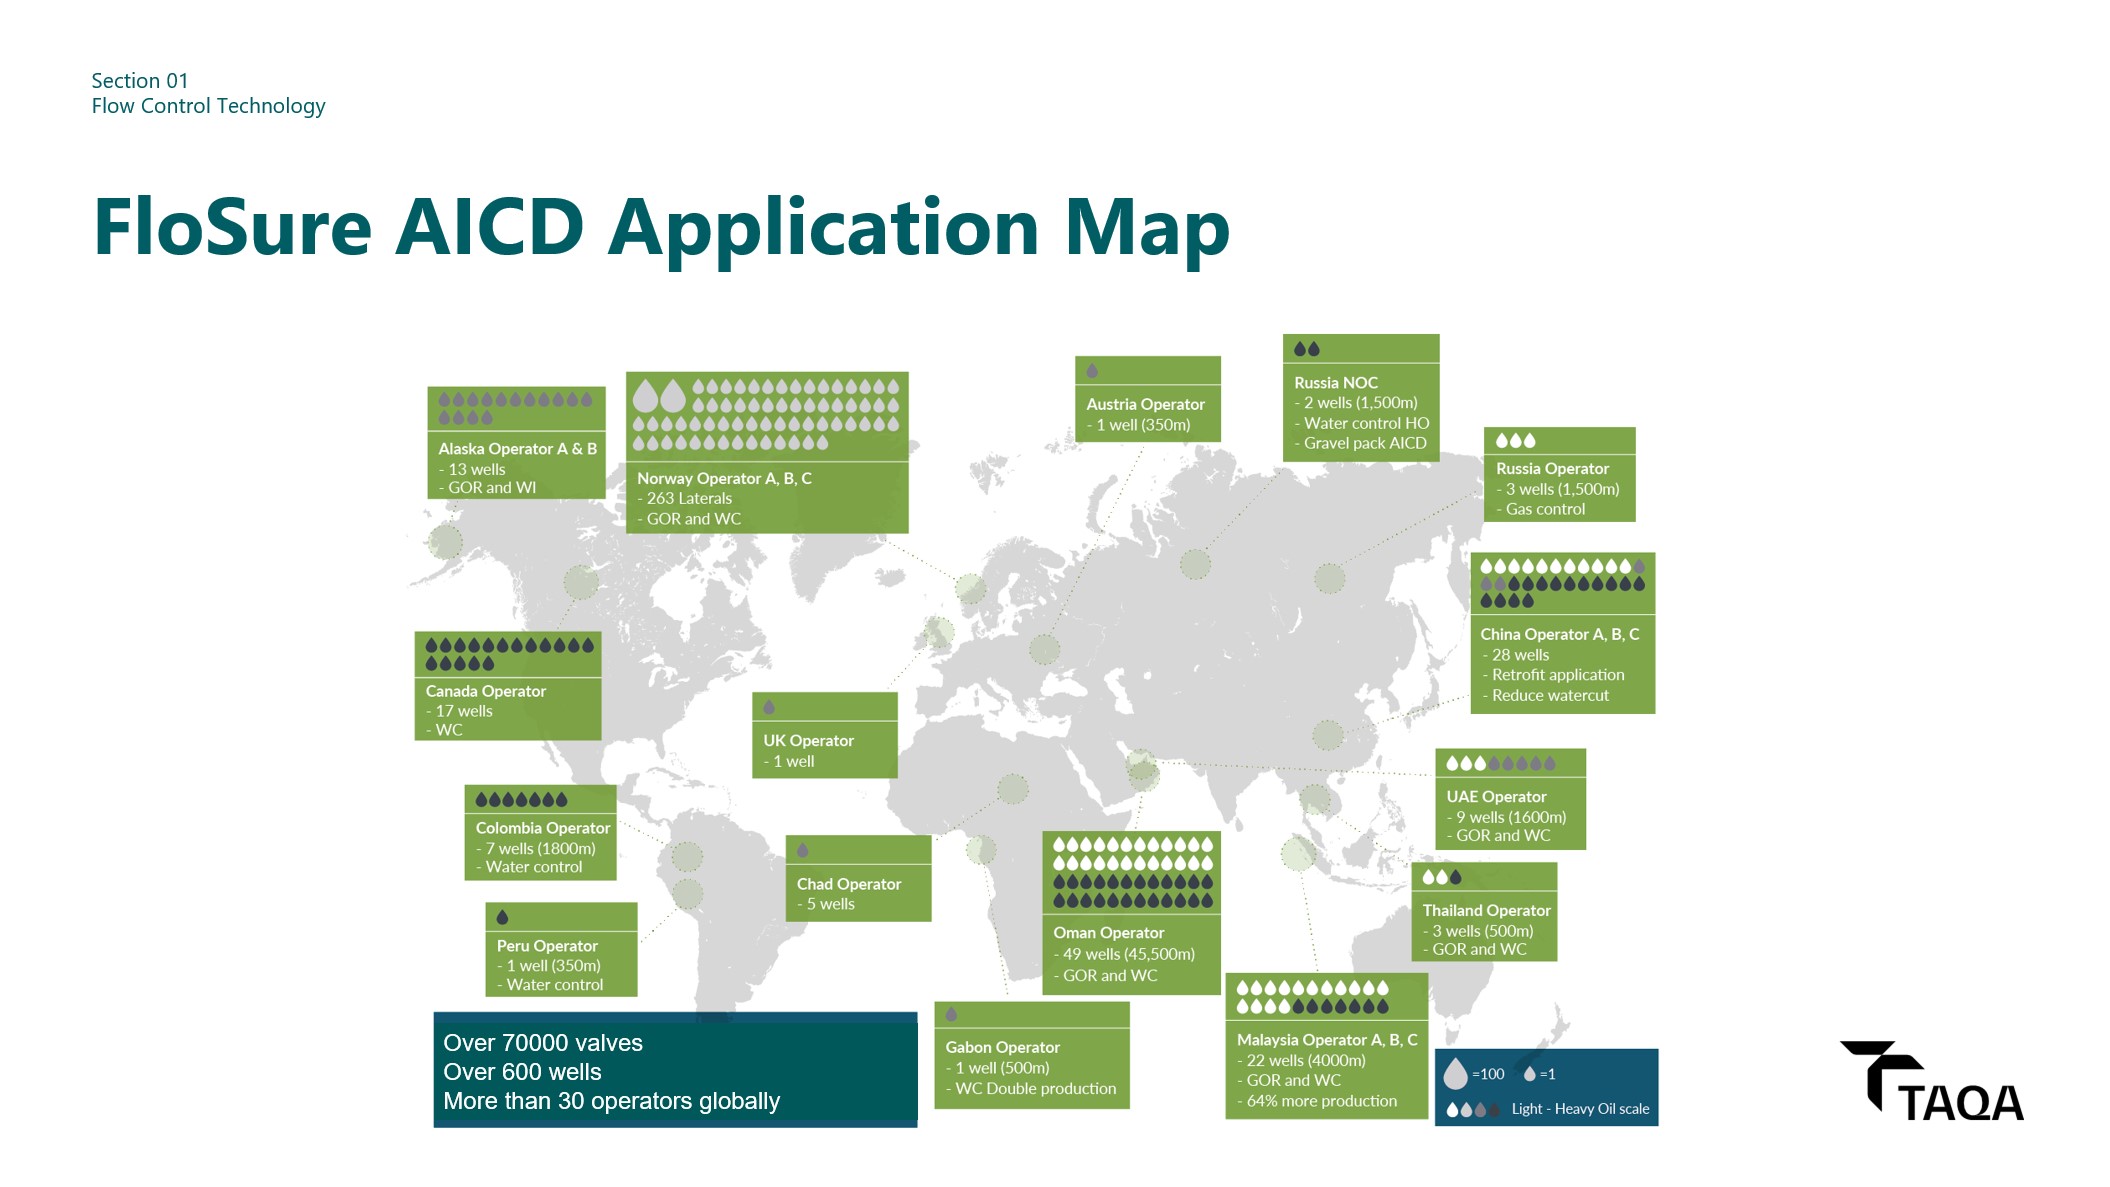 Section 01
Flow Control Technology
FloSure AICD Application Map
Alaska Operator A & B
- 13 wells
- GOR and WI
Norway Operator A, B, C
- 263 Laterals
- GOR and WC
Austria Operator
- 1 well (350m)
Russia NOC
- 2 wells (1,500m)
- Water control HO
- Gravel pack AICD
Russia Operator
- 3 wells (1,500m)
- Gas control
China Operator A, B, C
- 28 wells
- Retrofit application
- Reduce watercut
Canada Operator
- 17 wells
- WC
UK Operator
- 1 well
UAE Operator
- 9 wells (1600m)
- GOR and WC
Colombia Operator
- 7 wells (1800m)
- Water control
Chad Operator
- 5 wells
Oman Operator
- 49 wells (45,500m)
- GOR and WC
Thailand Operator
- 3 wells (500m)
- GOR and WC
Peru Operator
- 1 well (350m)
- Water control
Gabon Operator
- 1 well (500m)
- WC Double production
Malaysia Operator A, B, C
- 22 wells (4000m)
- GOR and WC
- 64% more production
Over 70000 valves
Over 600 wells
More than 30 operators globally
=100 =1
Light - Heavy Oil scale
TAQA